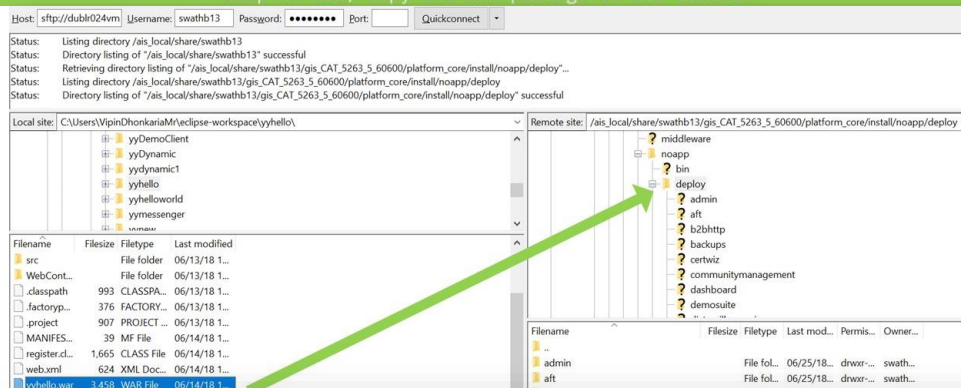 Host: sftp://dublr024vm Username: swathb13 Password: ●●●●●●●● Port: Quickconnect
Status: Listing directory /ais_local/share/swathb13
Status: Directory listing of "/ais_local/share/swathb13" successful
Status: Retrieving directory listing of "/ais_local/share/swathb13/gis_CAT_5263_5_60600/platform_core/install/noapp/deploy"...
Status: Listing directory /ais_local/share/swathb13/gis_CAT_5263_5_60600/platform_core/install/noapp/deploy
Status: Directory listing of "/ais_local/share/swathb13/gis_CAT_5263_5_60600/platform_core/install/noapp/deploy" successful
Local site: C:\Users\VipinDhonkariaMr\eclipse-workspace\yyhello\
yyDemoClient
yyDynamic
yydynamic1
yyhello
yyhelloworld
yymessenger
Filename Filesize Filetype Last modified
src File folder 06/13/18 1...
WebCont... File folder 06/13/18 1...
.classpath 993 CLASSPA... 06/13/18 1...
.factoryp... 376 FACTORY... 06/13/18 1...
.project 907 PROJECT ... 06/13/18 1...
MANIFES... 39 MF File 06/14/18 1...
register.cl... 1,665 CLASS File 06/14/18 1...
web.xml 624 XML Doc... 06/14/18 1...
yyhello.war 3,458 WAR File 06/14/18 1...
Remote site: /ais_local/share/swathb13/gis_CAT_5263_5_60600/platform_core/install/noapp/deploy
? middleware
noapp
? bin
deploy
? admin
? aft
? b2bhttp
? backups
? certwiz
? communitymanagement
? dashboard
? demosuite
Filename Filesize Filetype Last mod... Permis... Owner...
..
admin File fol... 06/25/18... drwxr-... swath...
aft File fol... 06/25/18... drwxr-... swath...